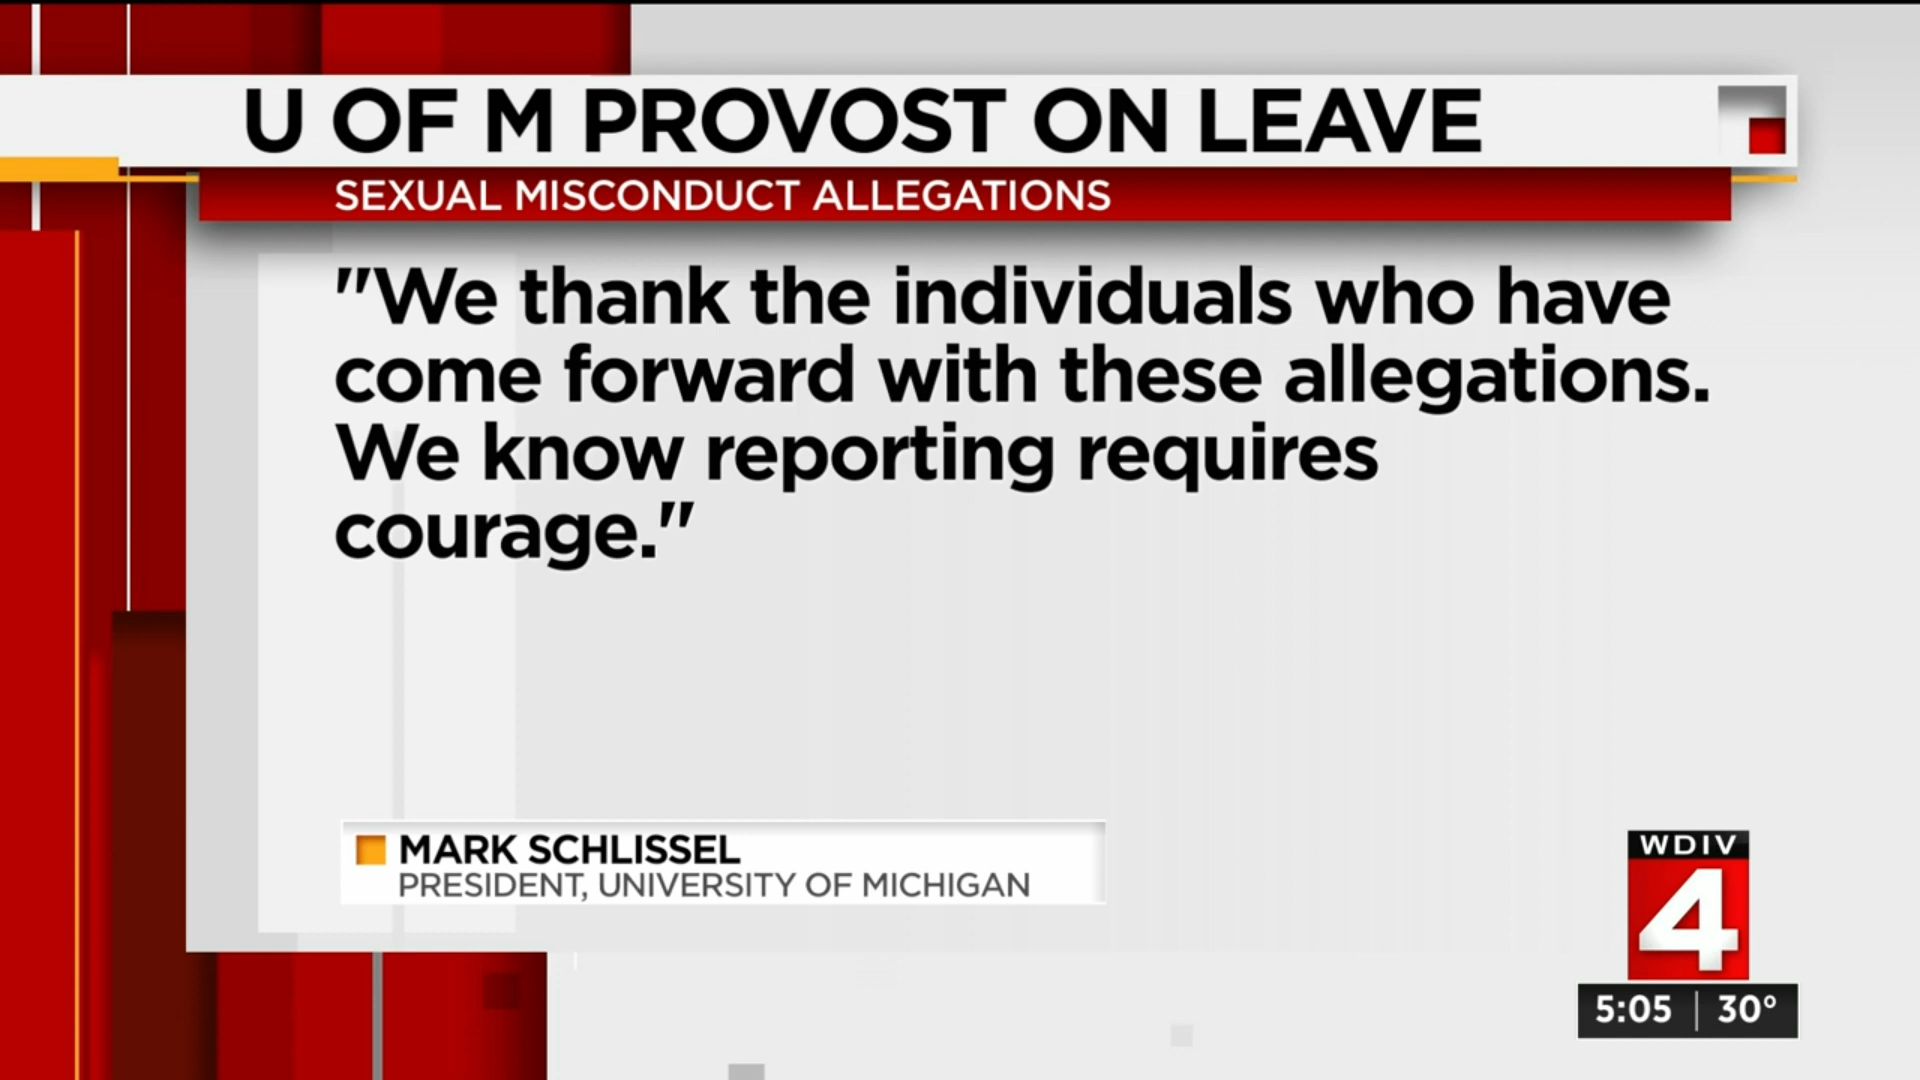 U OF M PROVOST ON LEAVE
SEXUAL MISCONDUCT ALLEGATIONS
"We thank the individuals who have
come forward with these allegations.
We know reporting requires
courage."
MARK SCHLISSEL
PRESIDENT, UNIVERSITY OF MICHIGAN
WDIV
4
5:05 | 30°